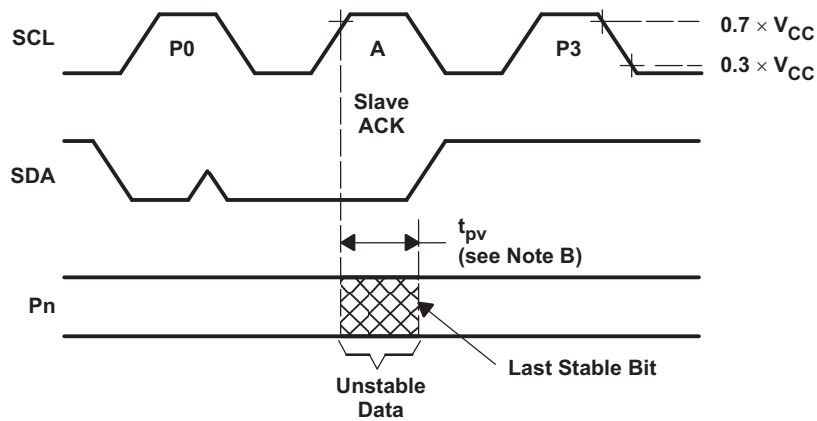 SCL
P0
A
P3
0.7 × VCC
0.3 × VCC
Slave
ACK
SDA
tpv
(see Note B)
Pn
Last Stable Bit
Unstable
Data